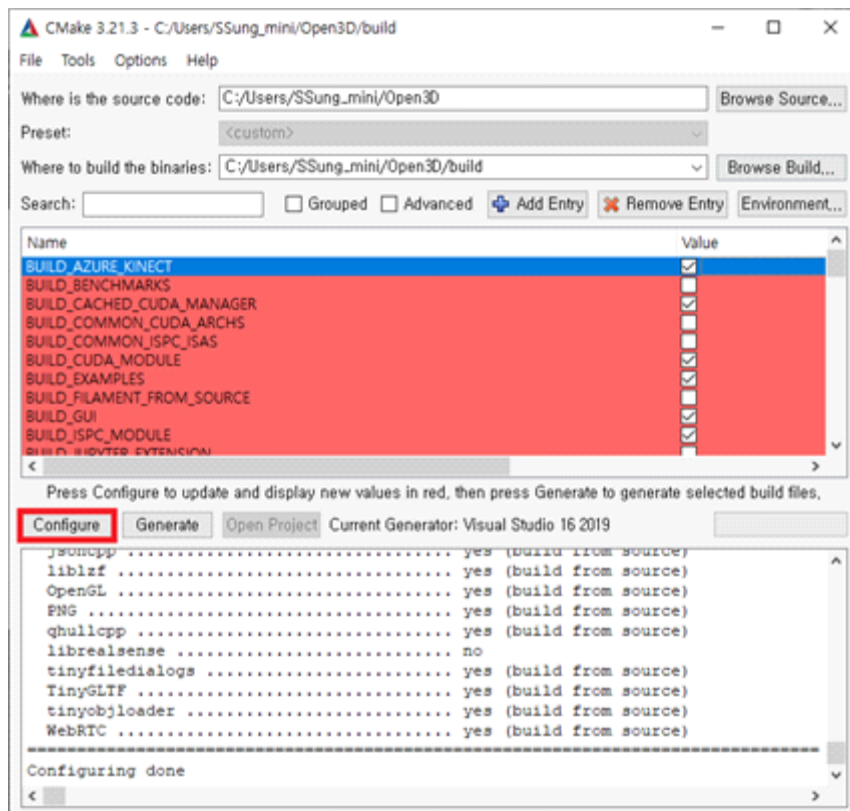 CMake 3.21.3 - C:/Users/SSung_mini/Open3D/build
File Tools Options Help
Where is the source code: C:/Users/SSung_mini/Open3D Browse Source...
Preset: <custom>
Where to build the binaries: C:/Users/SSung_mini/Open3D/build Browse Build...
Search: Grouped Advanced Add Entry Remove Entry Environment...
Name Value
BUILD_AZURE_KINECT
BUILD_BENCHMARKS
BUILD_CACHED_CUDA_MANAGER
BUILD_COMMON_CUDA_ARCHS
BUILD_COMMON_ISPC_ISAS
BUILD_CUDA_MODULE
BUILD_EXAMPLES
BUILD_FILAMENT_FROM_SOURCE
BUILD_GUI
BUILD_ISPC_MODULE
BUILD_JUPYTER_EXTENSION
Press Configure to update and display new values in red, then press Generate to generate selected build files,
Configure Generate Open Project Current Generator: Visual Studio 16 2019
jsoncpp .................................. yes (build from source)
liblzf ................................... yes (build from source)
OpenGL ................................... yes (build from source)
PNG ...................................... yes (build from source)
qhullcpp ................................. yes (build from source)
librealsense ............................. no
tinyfiledialogs .......................... yes (build from source)
TinyGLTF ................................. yes (build from source)
tinyobjloader ............................ yes (build from source)
WebRTC ................................... yes (build from source)
================================================================================
Configuring done